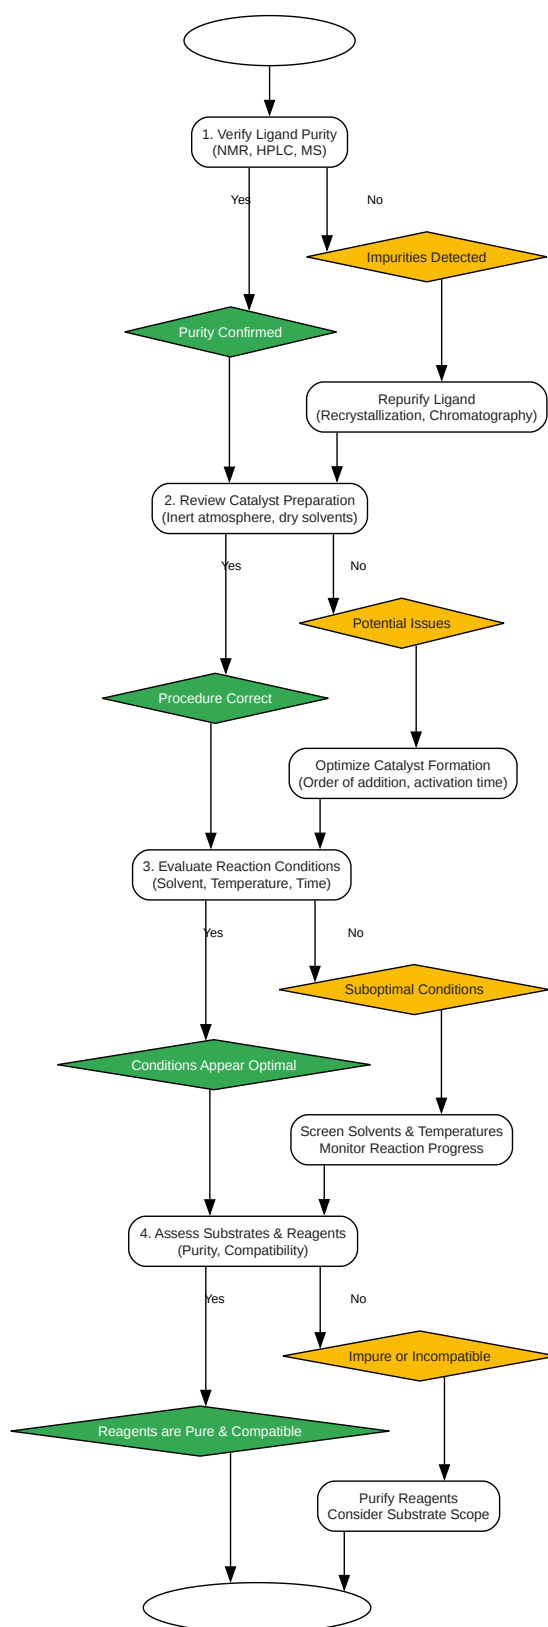 1. Verify Ligand Purity
(NMR, HPLC, MS)
Yes
No
Impurities Detected
Purity Confirmed
Repurify Ligand
(Recrystallization, Chromatography)
2. Review Catalyst Preparation
(Inert atmosphere, dry solvents)
Yes
No
Potential Issues
Procedure Correct
Optimize Catalyst Formation
(Order of addition, activation time)
3. Evaluate Reaction Conditions
(Solvent, Temperature, Time)
Yes
No
Suboptimal Conditions
Conditions Appear Optimal
Screen Solvents & Temperatures
Monitor Reaction Progress
4. Assess Substrates & Reagents
(Purity, Compatibility)
Yes
No
Impure or Incompatible
Reagents are Pure & Compatible
Purify Reagents
Consider Substrate Scope